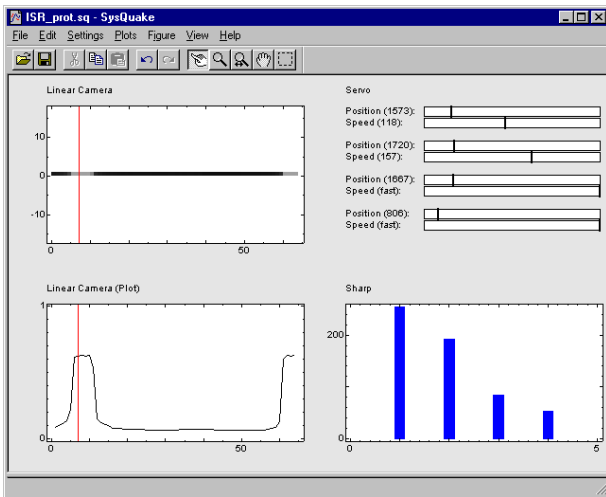 ISR_prot.sq - SysQuake
File Edit Settings Plots Figure View Help
Linear Camera
10
0
-10
0 50
Servo
Position (1573):
Speed (118):
Position (1720):
Speed (157):
Position (1667):
Speed (fast):
Position (806):
Speed (fast):
Linear Camera (Plot)
1
0
0 50
Sharp
200
0
0 5